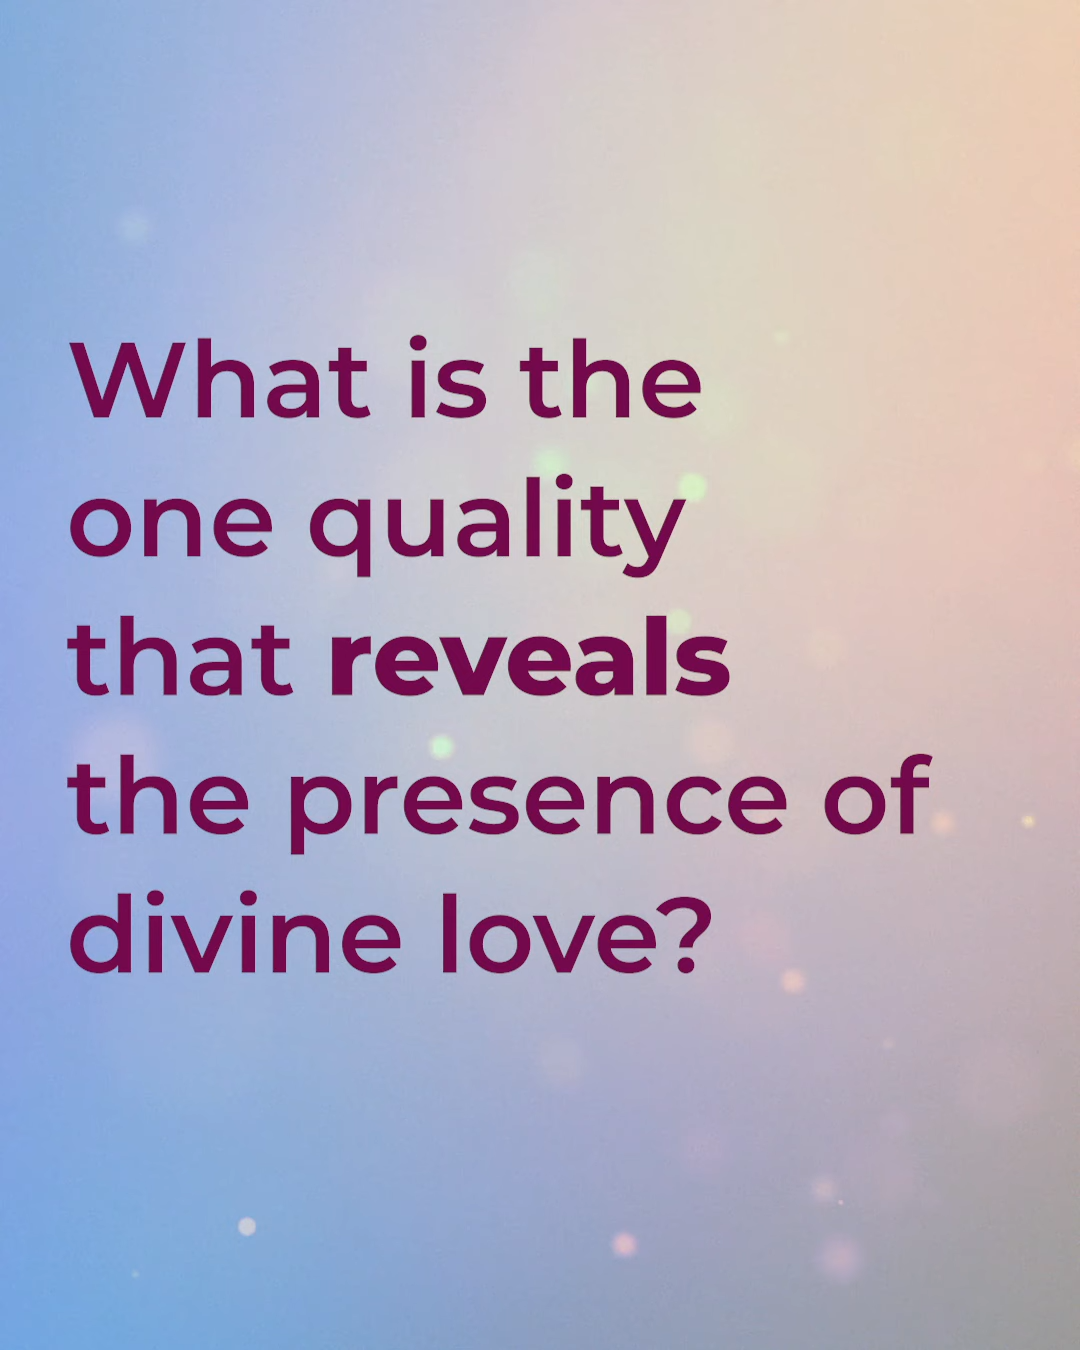 What is the
one quality
that reveals
the presence of
divine love?